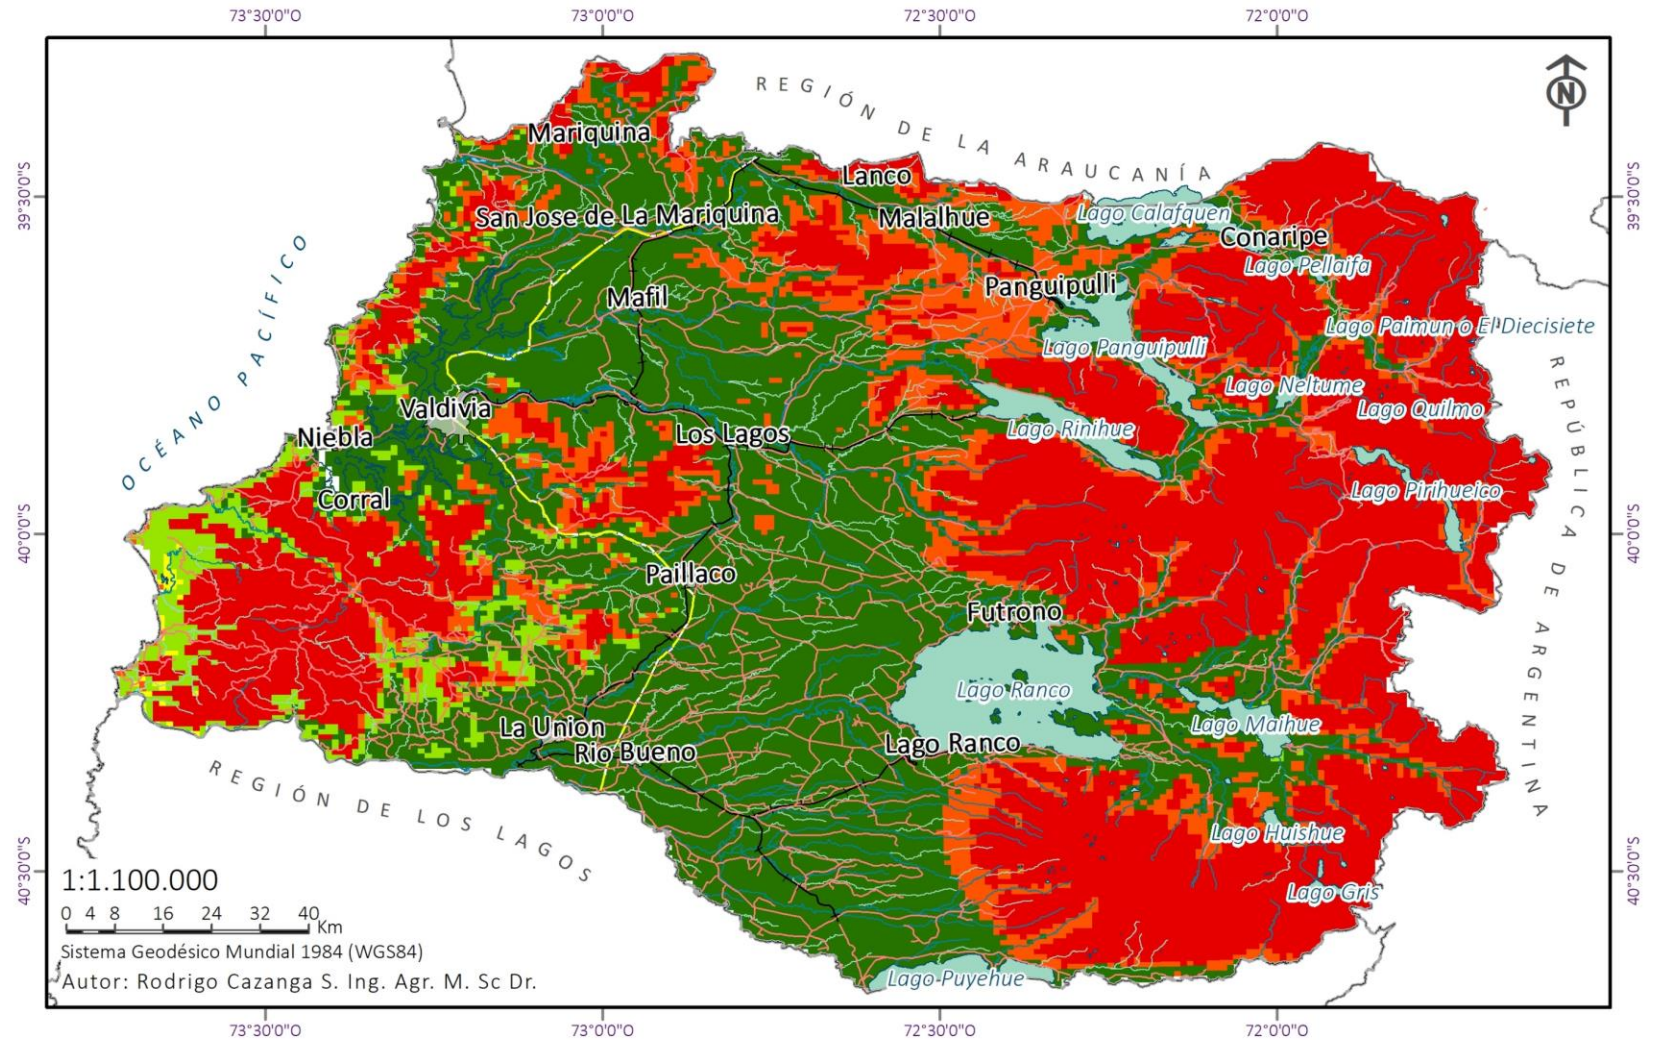 73°30'0"O 73°0'0"O 72°30'0"O 72°0'0"O
N
REGIÓN DE LA ARAUCANÍA
Mariquina
Lanco
39°30'0"S
39°30'0"S
San Jose de La Mariquina
Malalhue
Lago Calafquen
Conaripe
Lago Pellaifa
OCÉANO PACÍFICO
Mafil
Panguipulli
Lago Paimun o El Diecisiete
Lago Panguipulli
Lago Neltume
Valdivia
Lago Quilmo
Niebla
Los Lagos
Lago Rinihue
Corral
Lago Pirihueico
REPÚBLICA DE ARGENTINA
40°0'0"S
40°0'0"S
Paillaco
Futrono
Lago Ranco
La Union
Lago Maihue
Rio Bueno
Lago Ranco
REGIÓN DE LOS LAGOS
Lago Huishue
40°30'0"S
40°30'0"S
1:1.100.000
Lago Gris
0 4 8 16 24 32 40
Km
Sistema Geodésico Mundial 1984 (WGS84)
Autor: Rodrigo Cazanga S. Ing. Agr. M. Sc Dr.
Lago Puyehue
73°30'0"O 73°0'0"O 72°30'0"O 72°0'0"O